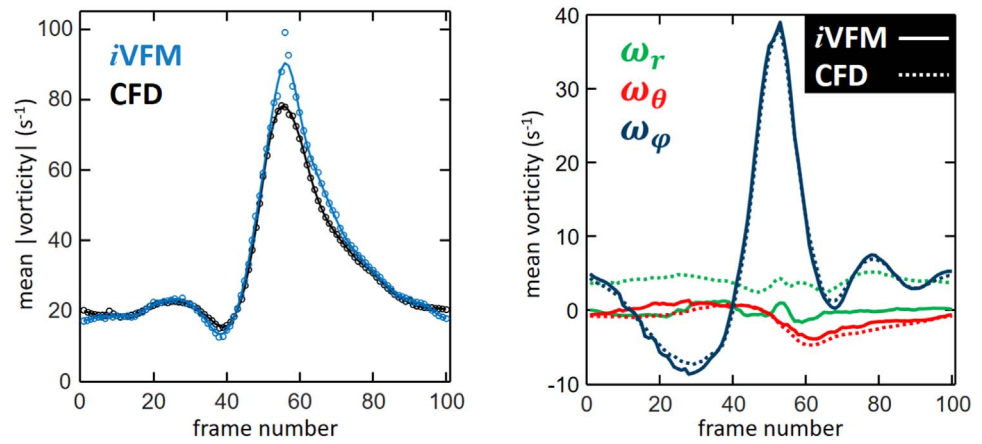 100
80
60
40
20
0
mean |vorticity| (s⁻¹)
iVFM
CFD
0 20 40 60 80 100
frame number
40
30
20
10
0
-10
mean vorticity (s⁻¹)
ωr
ωθ
ωφ
iVFM
CFD
0 20 40 60 80 100
frame number